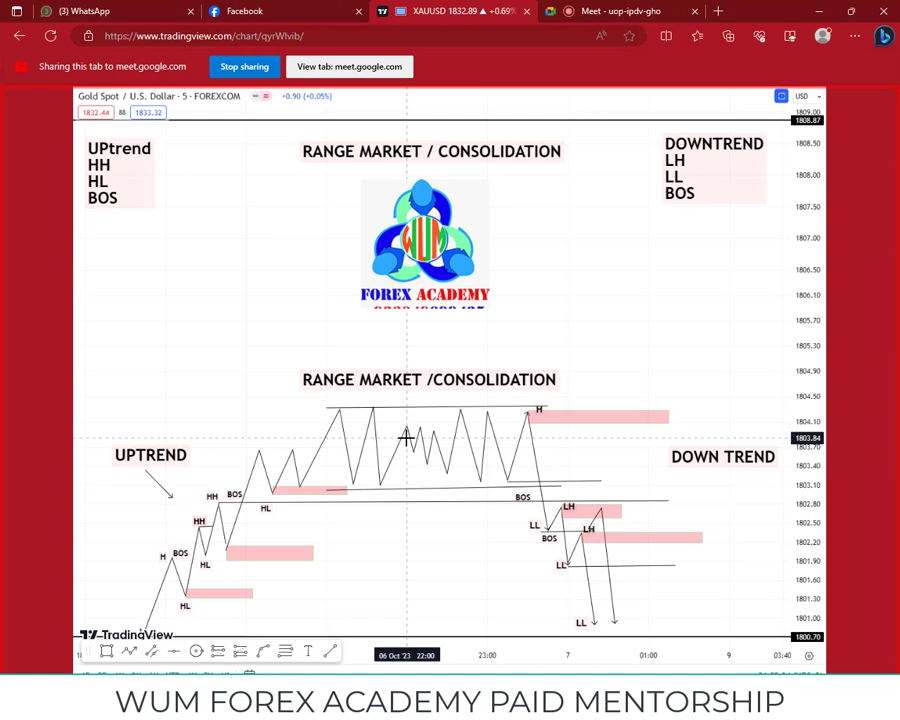 (3) WhatsApp
Facebook
XAUUSD 1832.89 ▲ +0.69%
Meet - uop-ipdv-gho
https://www.tradingview.com/chart/qyrWlvib/
Sharing this tab to meet.google.com
Stop sharing
View tab: meet.google.com
Gold Spot / U.S. Dollar · 5 · FOREXCOM
+0.90 (+0.05%)
USD
1832.44
88
1833.32
1809.00
1808.87
UPtrend
HH
HL
BOS
RANGE MARKET / CONSOLIDATION
DOWNTREND
LH
LL
BOS
1808.50
1808.00
1807.50
1807.00
1806.50
1806.10
1805.70
1805.30
1804.90
1804.50
1804.10
1803.84
1803.70
1803.40
1803.10
1802.80
1802.50
1802.20
1801.90
1801.60
1801.30
1801.00
1800.70
WUM
FOREX ACADEMY
RANGE MARKET /CONSOLIDATION
H
UPTREND
DOWN TREND
HH
BOS
HL
BOS
LH
HH
LL
LH
H
BOS
BOS
HL
LL
HL
LL
TradingView
06 Oct '23 22:00
23:00
7
01:00
9
03:40
WUM FOREX ACADEMY PAID MENTORSHIP